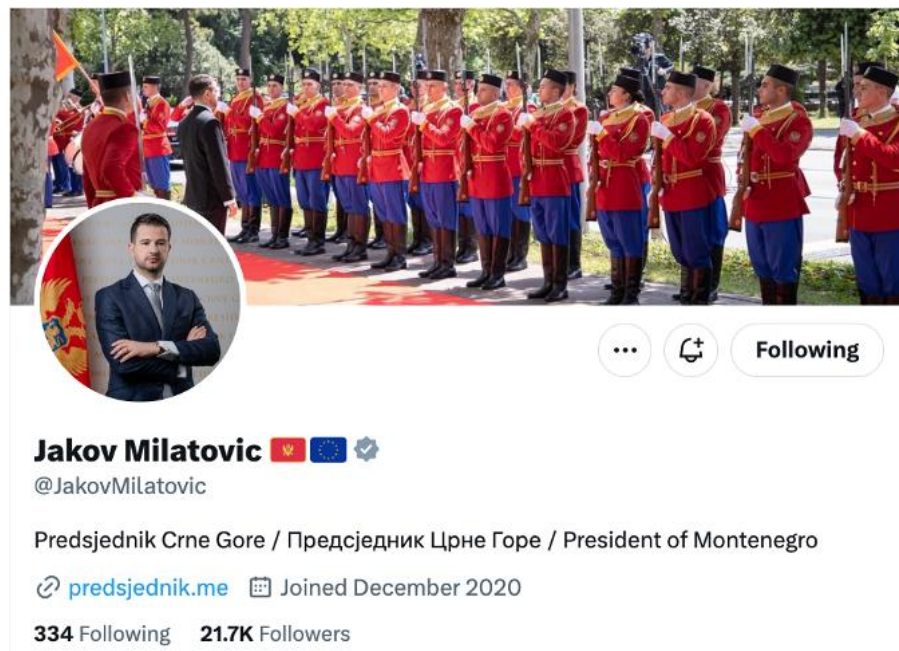 Following
Jakov Milatovic 🇲🇪 🇪🇺
@JakovMilatovic
Predsjednik Crne Gore / Предсједник Црне Горе / President of Montenegro
predsjednik.me Joined December 2020
334 Following 21.7K Followers